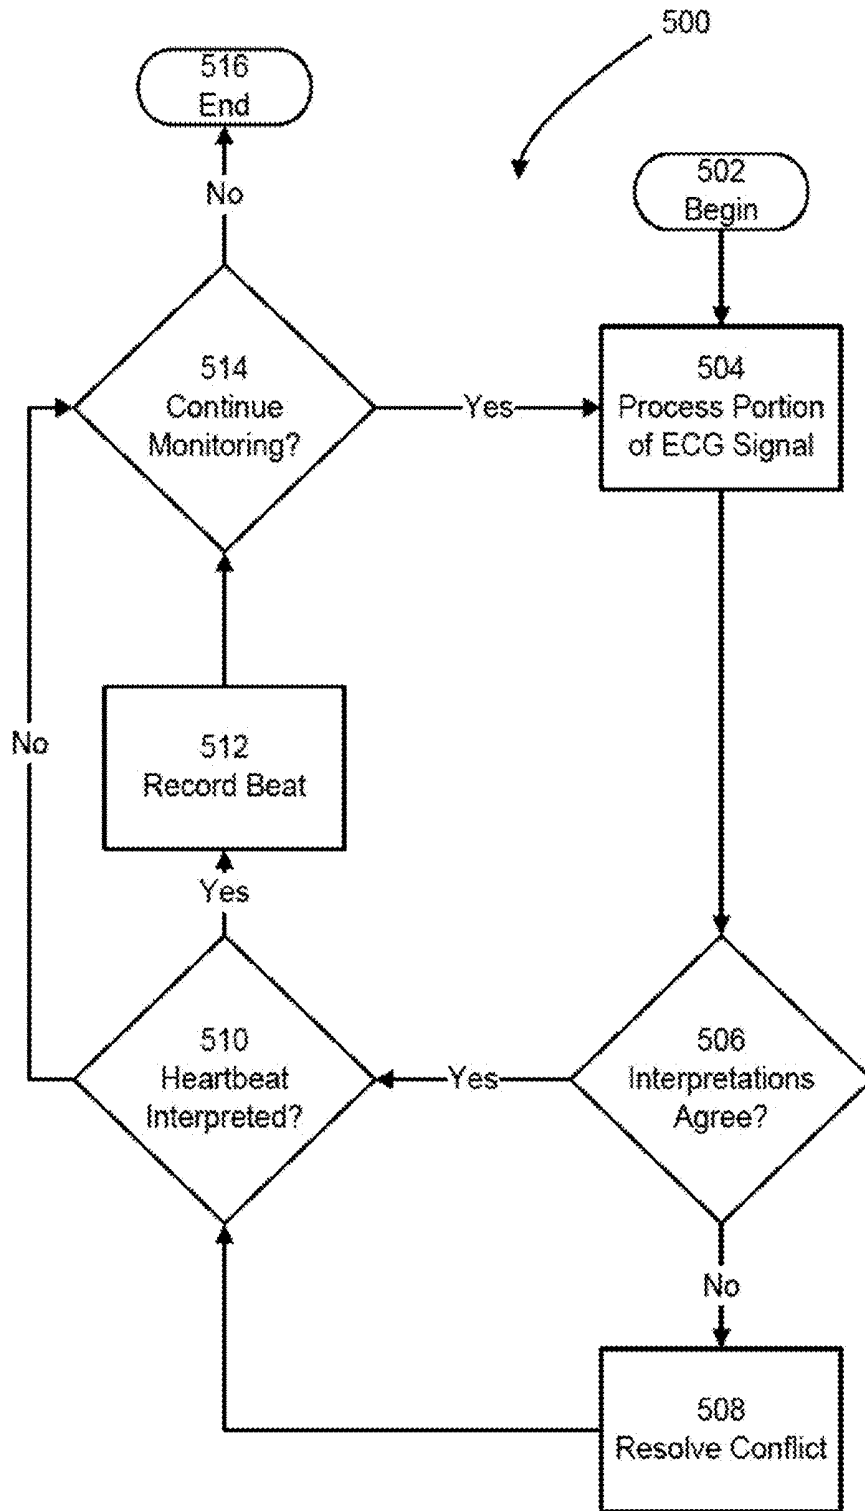 500
516
End
502
Begin
No
514
Continue
Monitoring?
Yes
504
Process Portion
of ECG Signal
No
512
Record Beat
Yes
510
Heartbeat
Interpreted?
Yes
506
Interpretations
Agree?
No
508
Resolve Conflict